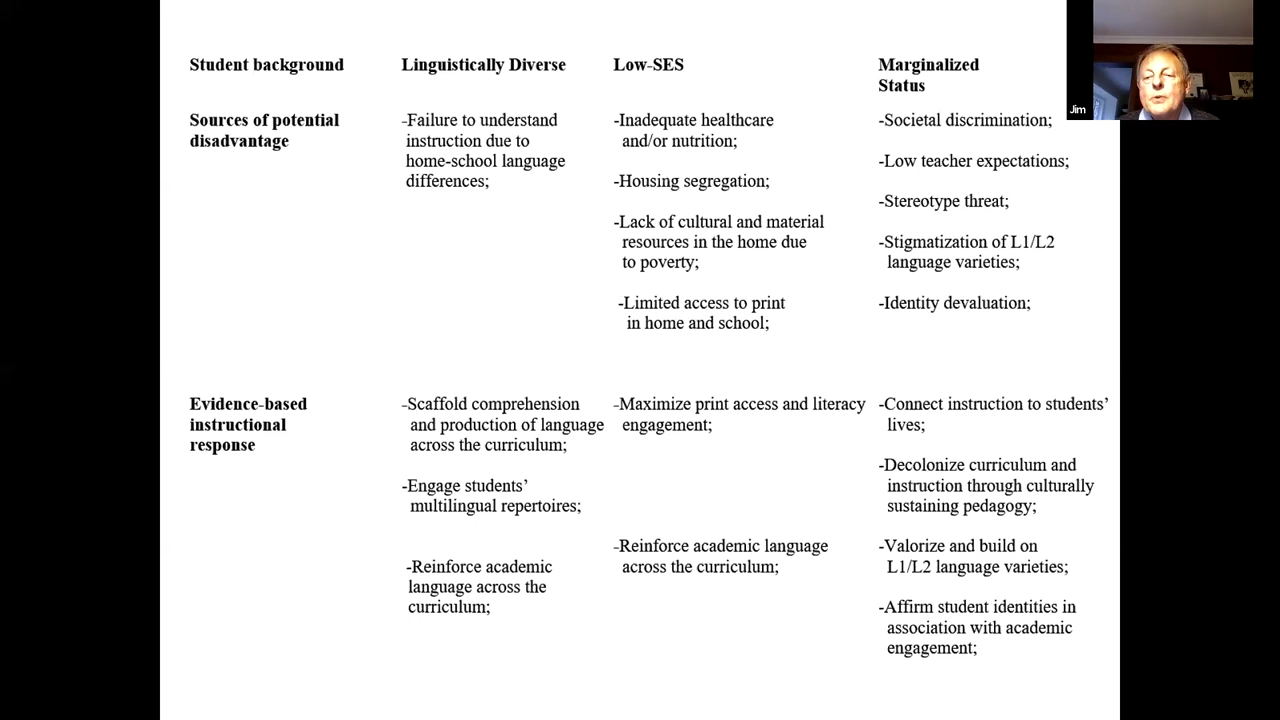 Student background
Linguistically Diverse
Low-SES
Marginalized
Status
Sources of potential
disadvantage
-Failure to understand
instruction due to
home-school language
differences;
-Inadequate healthcare
and/or nutrition;
-Housing segregation;
-Lack of cultural and material
resources in the home due
to poverty;
-Limited access to print
in home and school;
-Societal discrimination;
-Low teacher expectations;
-Stereotype threat;
-Stigmatization of L1/L2
language varieties;
-Identity devaluation;
Evidence-based
instructional
response
-Scaffold comprehension
and production of language
across the curriculum;
-Engage students’
multilingual repertoires;
-Reinforce academic
language across the
curriculum;
-Maximize print access and literacy
engagement;
-Reinforce academic language
across the curriculum;
-Connect instruction to students’
lives;
-Decolonize curriculum and
instruction through culturally
sustaining pedagogy;
-Valorize and build on
L1/L2 language varieties;
-Affirm student identities in
association with academic
engagement;
Jim